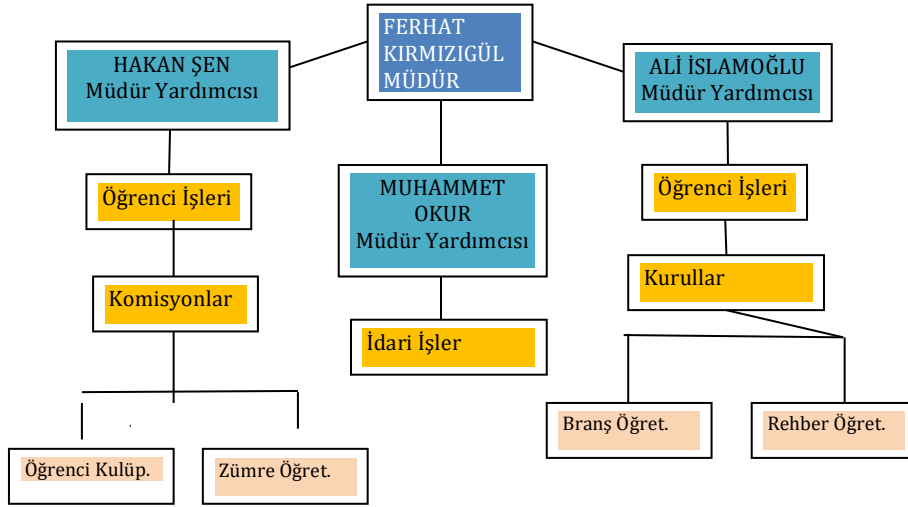 FERHAT
KIRMIZIGÜL
MÜDÜR
HAKAN ŞEN
Müdür Yardımcısı
ALİ İSLAMOĞLU
Müdür Yardımcısı
Öğrenci İşleri
MUHAMMET
OKUR
Müdür Yardımcısı
Öğrenci İşleri
Komisyonlar
Kurullar
İdari İşler
Branş Öğret.
Rehber Öğret.
Öğrenci Kulüp.
Zümre Öğret.